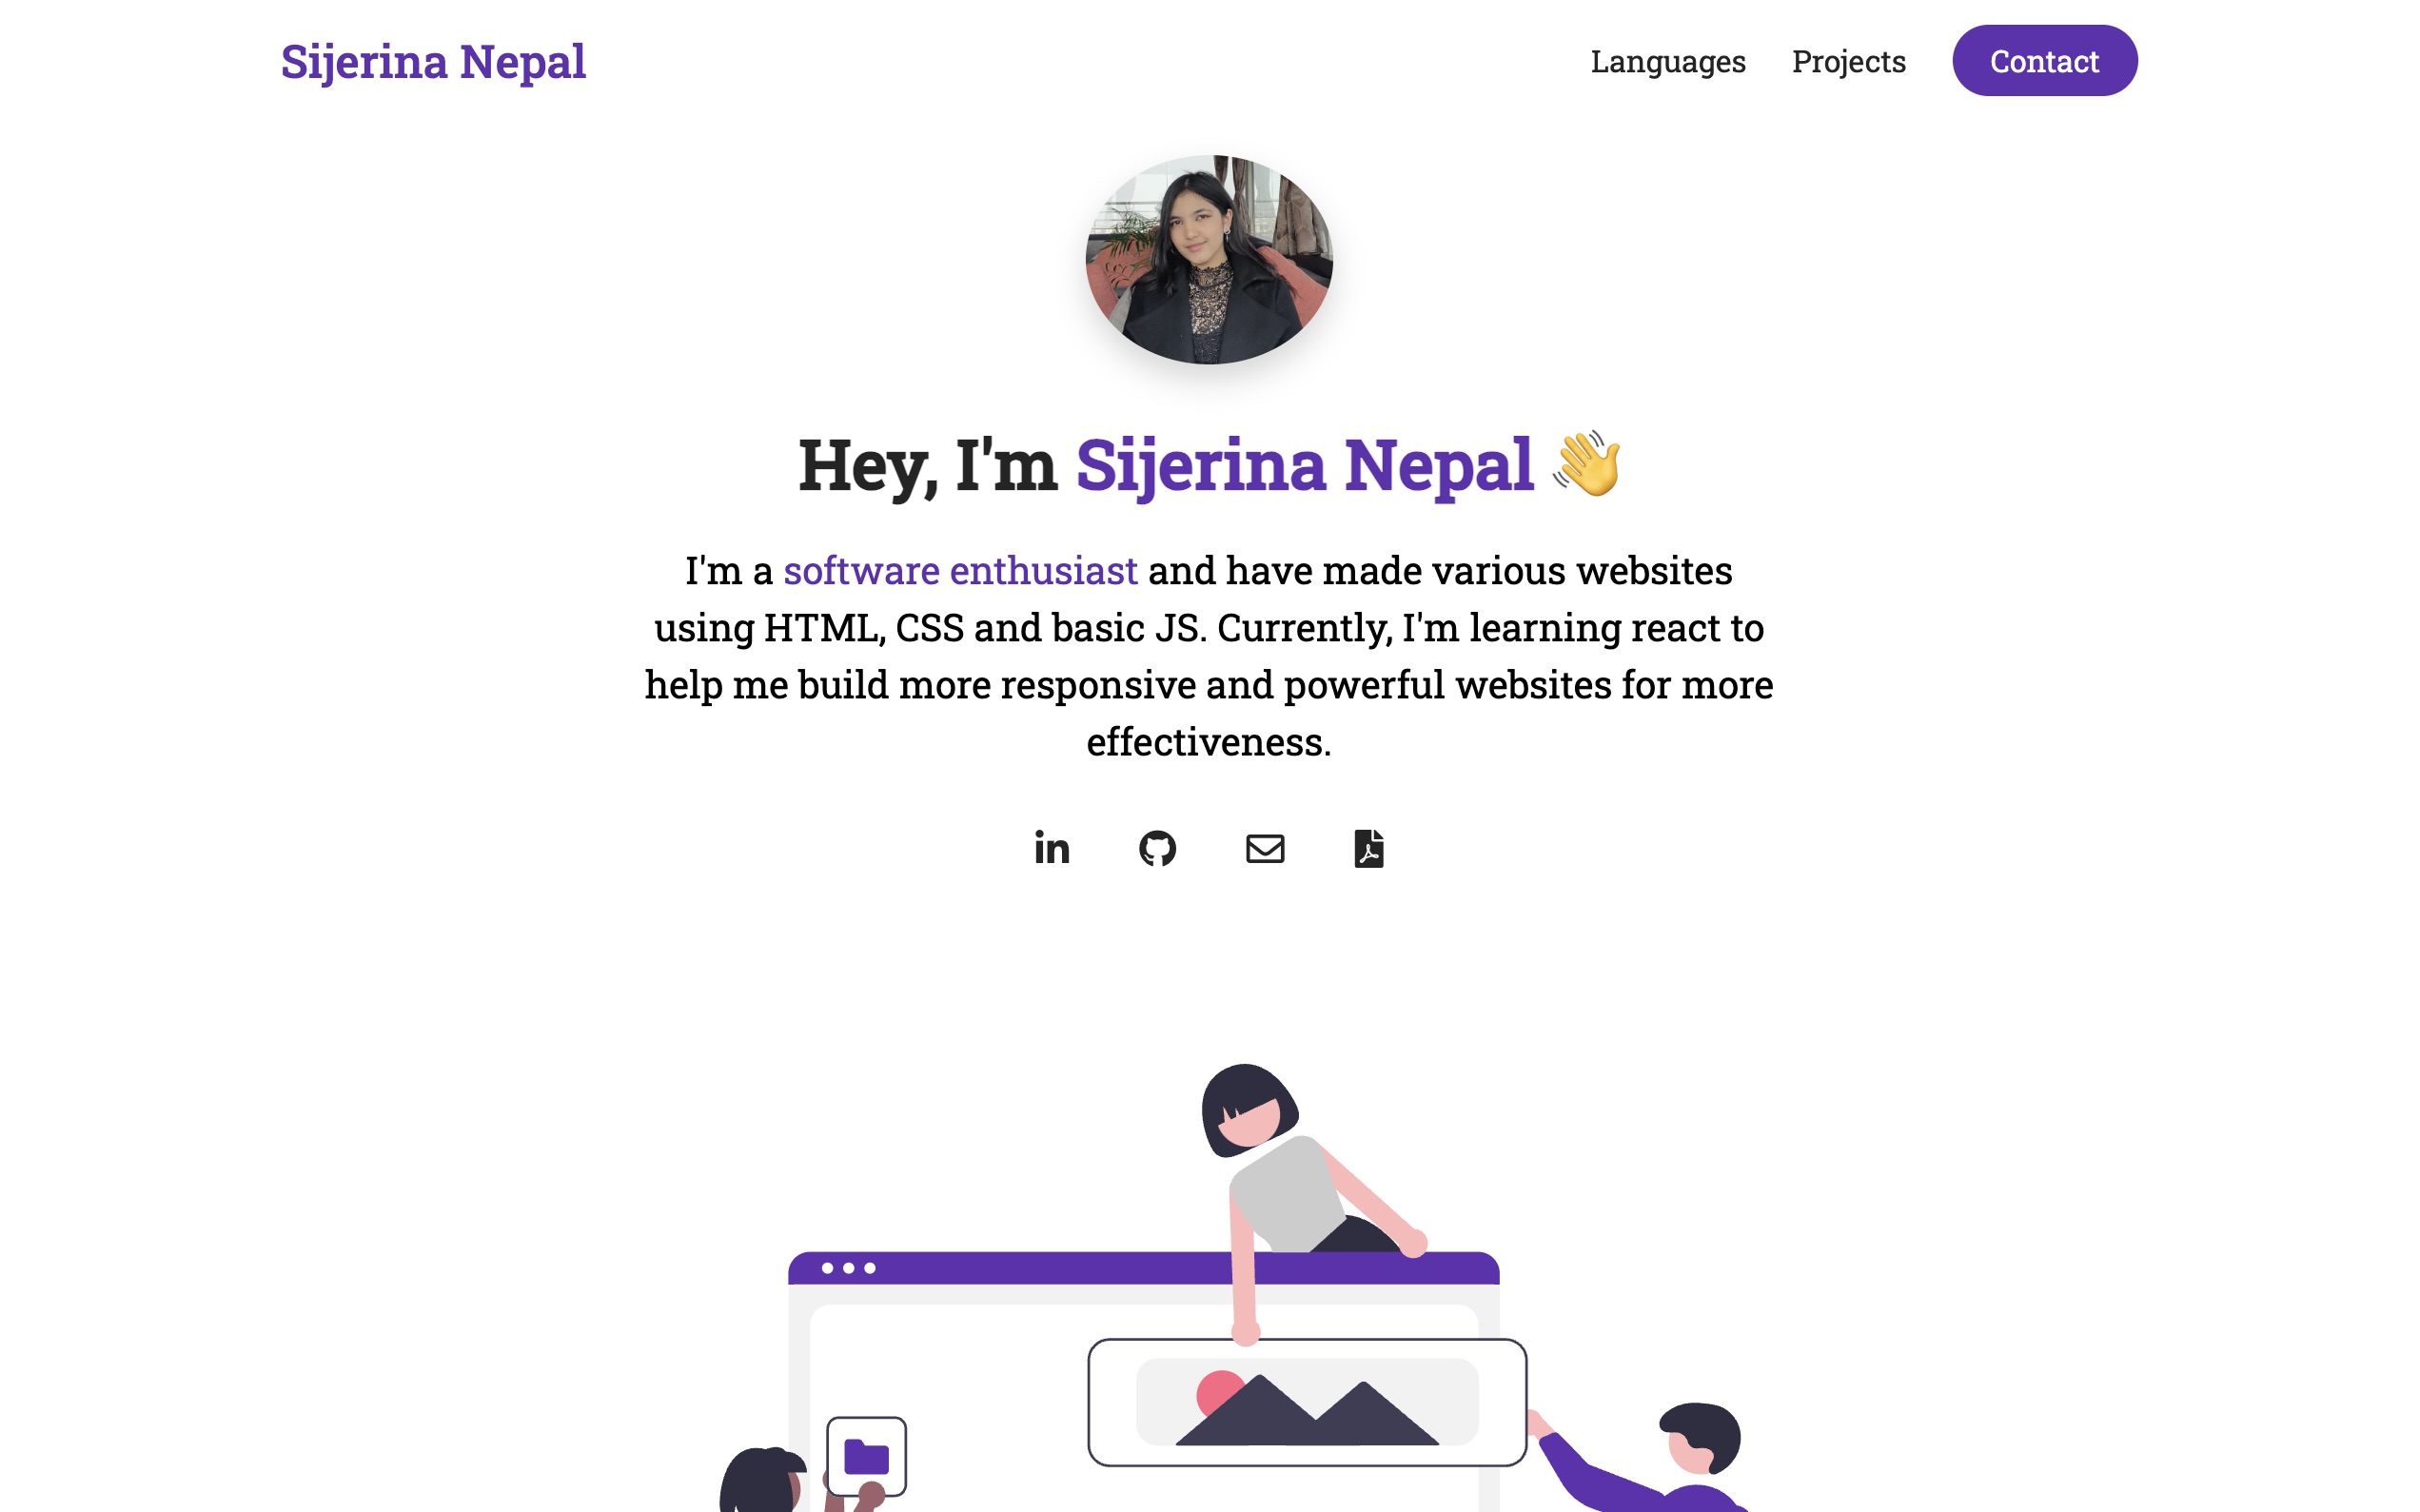 Sijerina Nepal
Languages
Projects
Contact
Hey, I'm Sijerina Nepal 👋
I'm a software enthusiast and have made various websites
using HTML, CSS and basic JS. Currently, I'm learning react to
help me build more responsive and powerful websites for more
effectiveness.
in